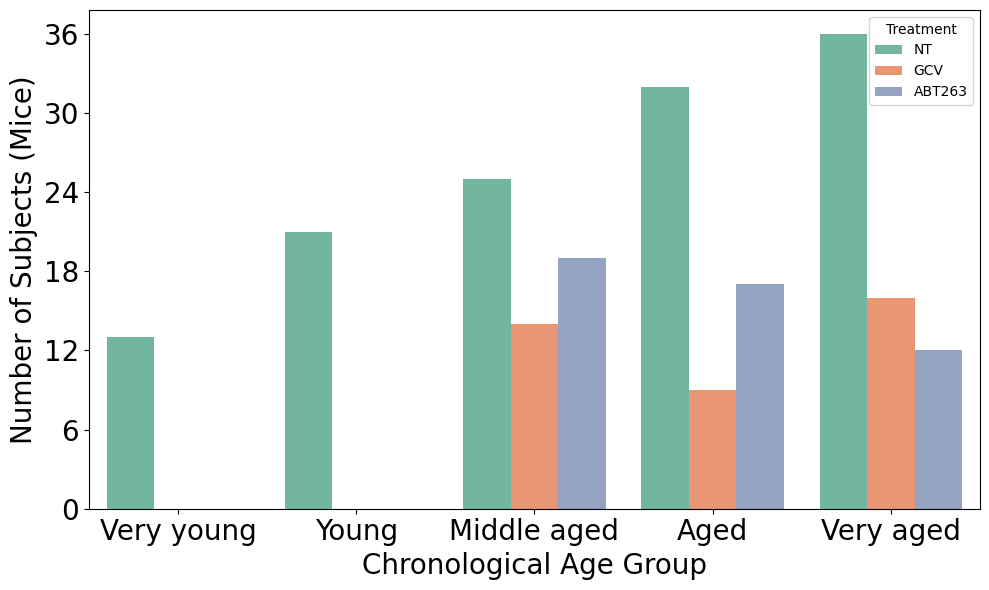 Number of Subjects (Mice)
36
30
24
18
12
6
0
Treatment
NT
GCV
ABT263
Very young
Young
Middle aged
Aged
Very aged
Chronological Age Group